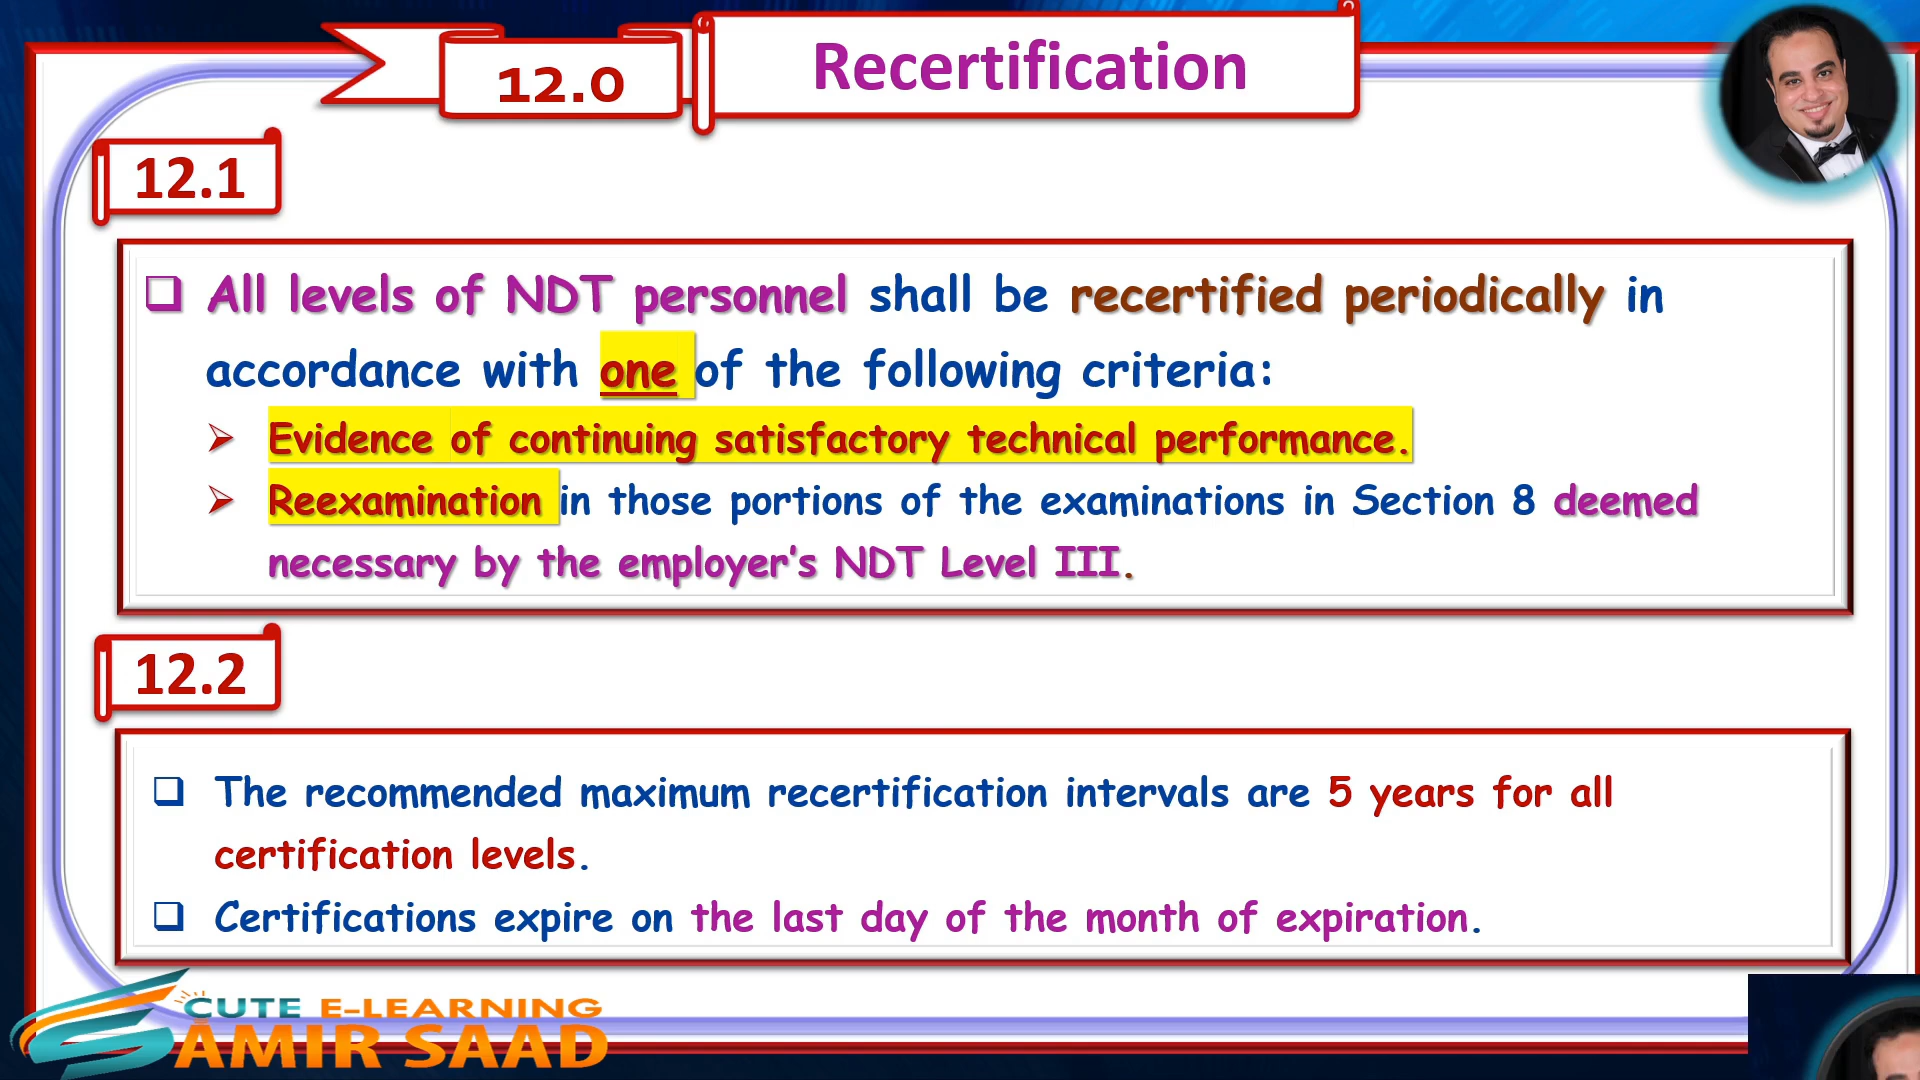 12.0
Recertification
12.1
All levels of NDT personnel shall be recertified periodically in
accordance with one of the following criteria:
Evidence of continuing satisfactory technical performance.
Reexamination in those portions of the examinations in Section 8 deemed
necessary by the employer's NDT Level III.
12.2
The recommended maximum recertification intervals are 5 years for all
certification levels.
Certifications expire on the last day of the month of expiration.
CUTE E-LEARNING
AMIR SAAD